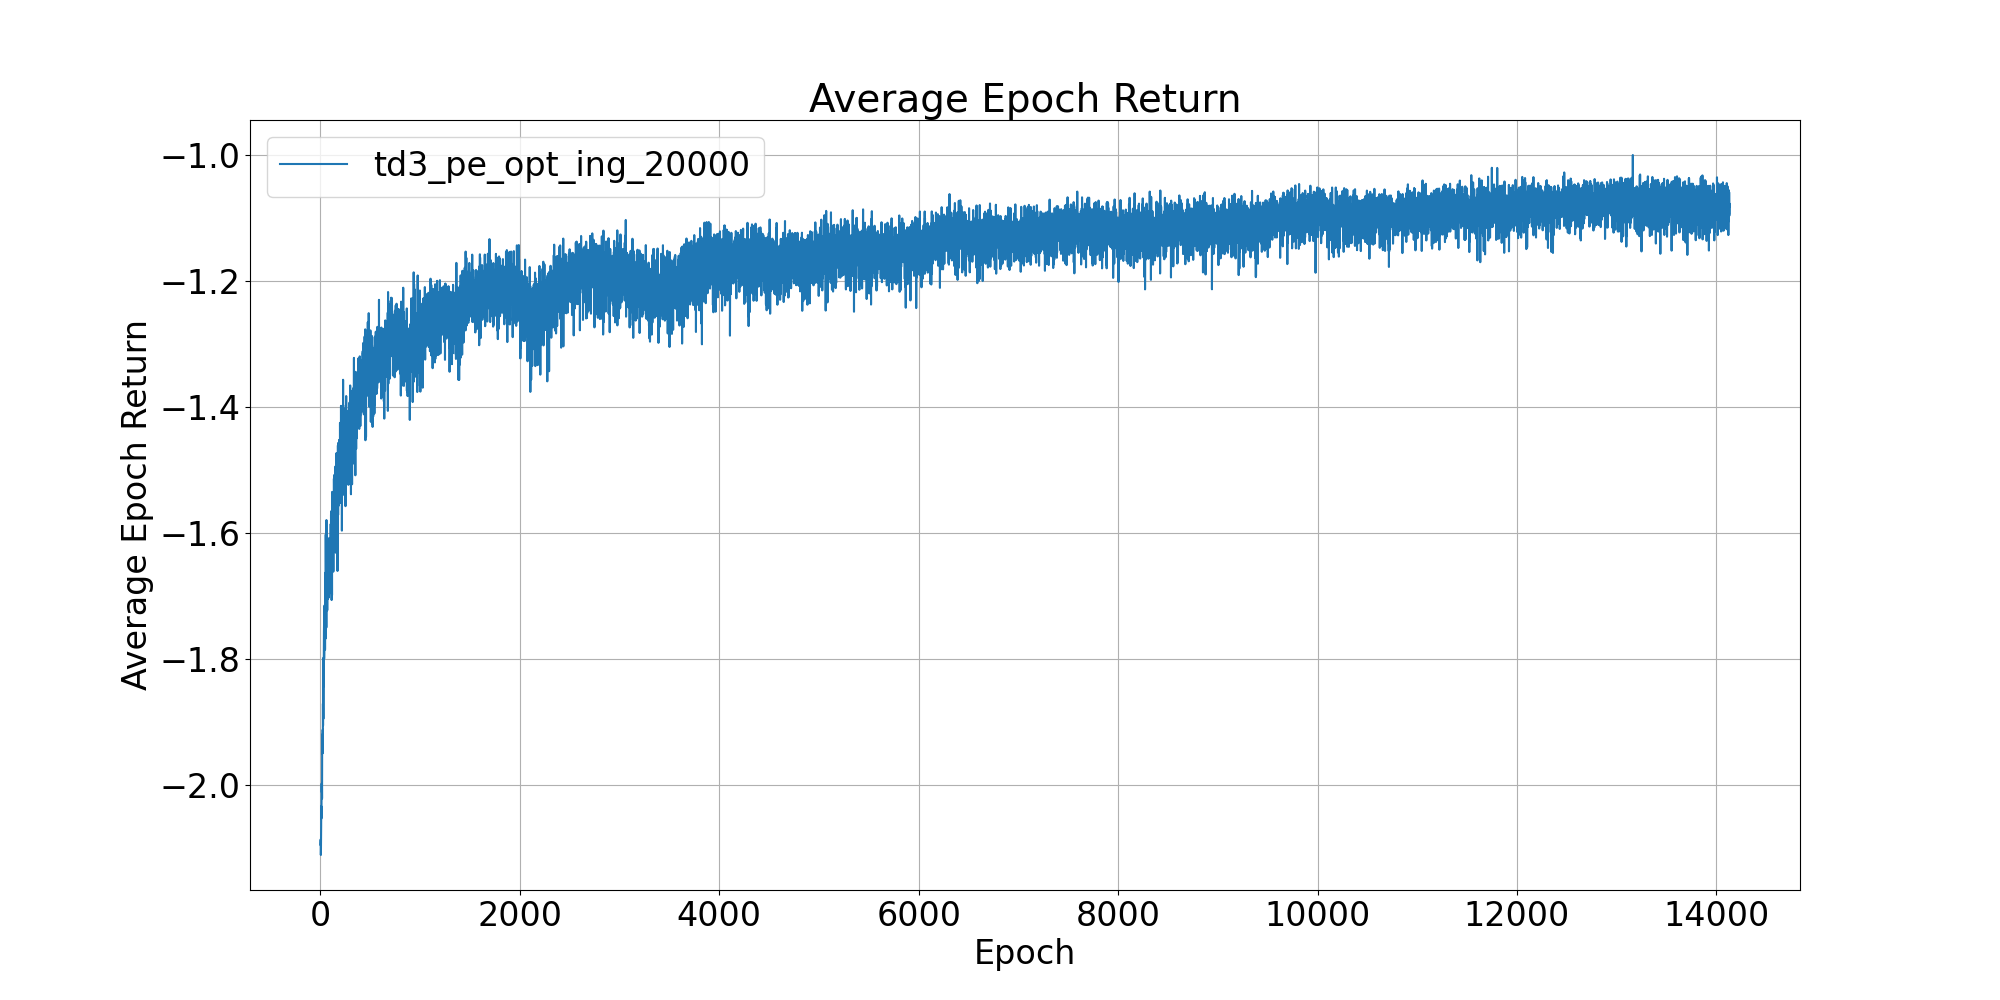 Average Epoch Return
td3_pe_opt_ing_20000
Average Epoch Return
−1.0
−1.2
−1.4
−1.6
−1.8
−2.0
0 2000 4000 6000 8000 10000 12000 14000
Epoch